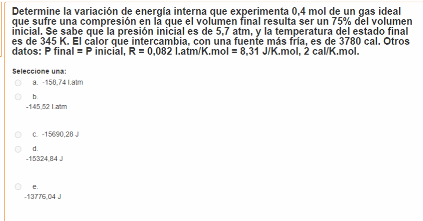 Determine la variación de energía interna que experimenta 0,4 mol de un gas ideal
que sufre una compresión en la que el volumen final resulta ser un 75% del volumen
inicial. Se sabe que la presión inicial es de 5,7 atm, y la temperatura del estado final
es de 345 K. El calor que intercambia, con una fuente más fría, es de 3780 cal. Otros
datos: P final = P inicial, R = 0,082 l.atm/K.mol = 8,31 J/K.mol, 2 cal/K.mol.
Seleccione una:
a. -158,74 l.atm
b.
-145,52 l.atm
c. -15690,28 J
d.
-15324,84 J
e.
-13776,04 J